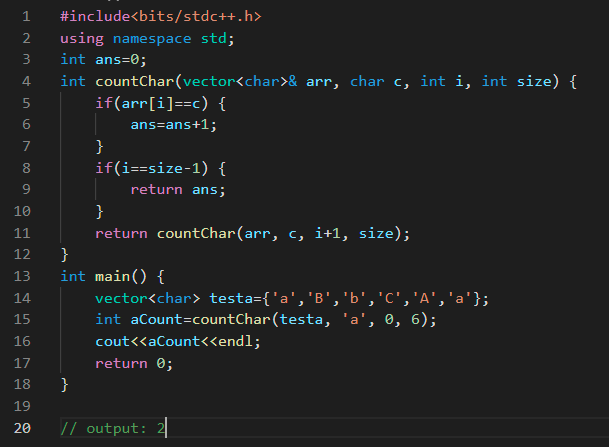 1 #include<bits/stdc++.h>
2 using namespace std;
3 int ans=0;
4 int countChar(vector<char>& arr, char c, int i, int size) {
5     if(arr[i]==c) {
6         ans=ans+1;
7     }
8     if(i==size-1) {
9         return ans;
10     }
11     return countChar(arr, c, i+1, size);
12 }
13 int main() {
14     vector<char> testa={'a','B','b','C','A','a'};
15     int aCount=countChar(testa, 'a', 0, 6);
16     cout<<aCount<<endl;
17     return 0;
18 }
19
20 // output: 2